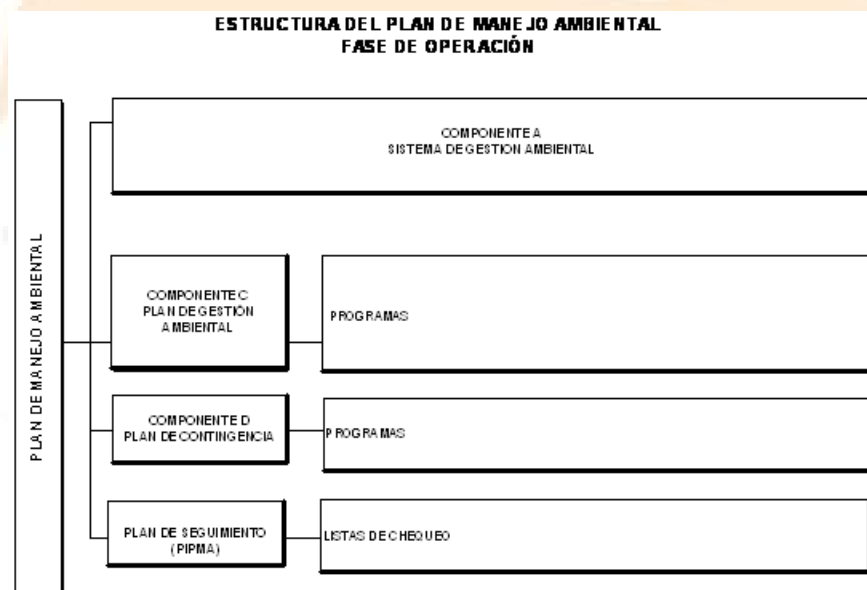 ESTRUCTURA DEL PLAN DE MANEJO AMBIENTAL
FASE DE OPERACIÓN
PLAN DE MANEJO AMBIENTAL
COMPONENTE A
SISTEMA DE GESTION AMBIENTAL
COMPONENTE C
PLAN DE GESTIÓN
AMBIENTAL
PROGRAMAS
COMPONENTE D
PLAN DE CONTINGENCIA
PROGRAMAS
PLAN DE SEGUIMIENTO
(PIPMA)
LISTAS DE CHEQUEO